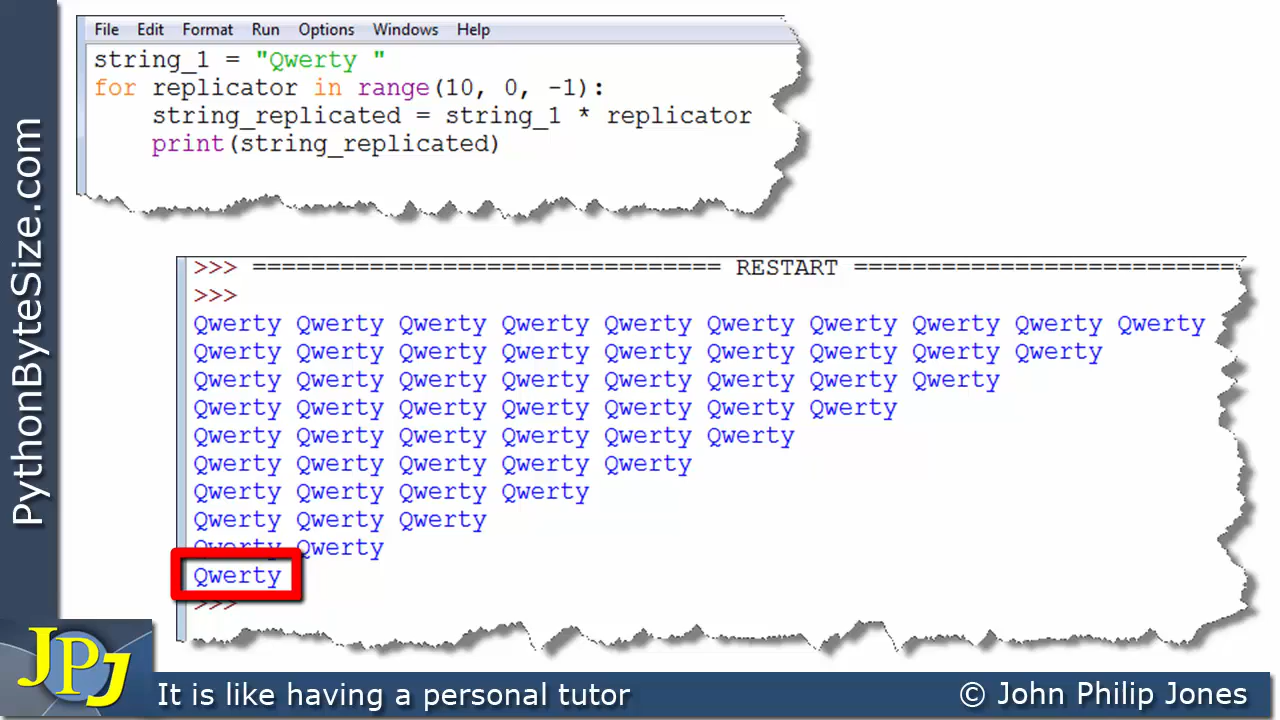 File Edit Format Run Options Windows Help
string_1 = "Qwerty "
for replicator in range(10, 0, -1):
    string_replicated = string_1 * replicator
    print(string_replicated)
PythonByteSize.com
>>> ================================ RESTART ===========================
>>>
Qwerty Qwerty Qwerty Qwerty Qwerty Qwerty Qwerty Qwerty Qwerty Qwerty
Qwerty Qwerty Qwerty Qwerty Qwerty Qwerty Qwerty Qwerty Qwerty
Qwerty Qwerty Qwerty Qwerty Qwerty Qwerty Qwerty Qwerty
Qwerty Qwerty Qwerty Qwerty Qwerty Qwerty Qwerty
Qwerty Qwerty Qwerty Qwerty Qwerty Qwerty
Qwerty Qwerty Qwerty Qwerty Qwerty
Qwerty Qwerty Qwerty Qwerty
Qwerty Qwerty Qwerty
Qwerty Qwerty
Qwerty
>>>
JPJ
It is like having a personal tutor
© John Philip Jones